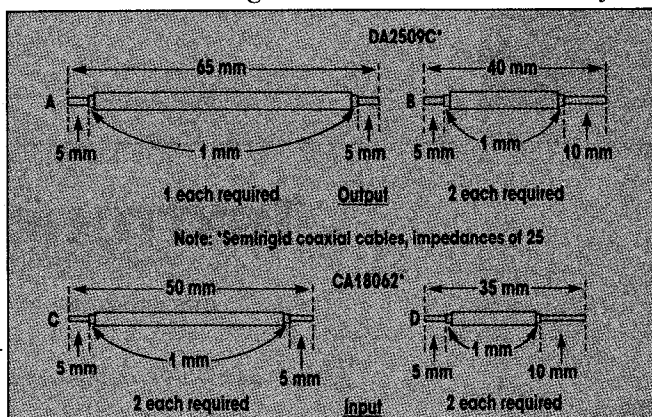 DA2509C*
65 mm
40 mm
A
B
1 mm
1 mm
5 mm
5 mm
5 mm
10 mm
1 each required
Output
2 each required
Note: *Semirigid coaxial cables, impedances of 25
50 mm
CA18062*
35 mm
C
D
1 mm
1 mm
5 mm
5 mm
5 mm
10 mm
2 each required
Input
2 each required